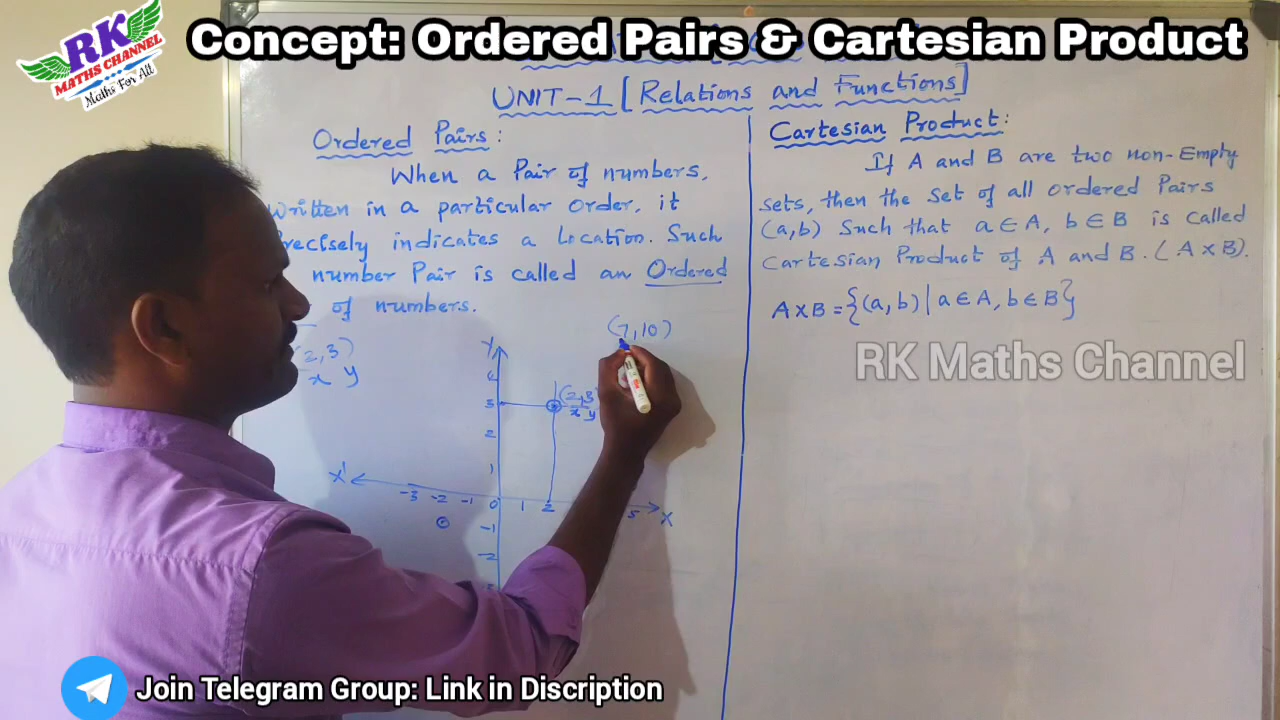 RK
MATHS CHANNEL
Maths For All
Concept: Ordered Pairs & Cartesian Product
UNIT-1 [Relations and Functions]
Ordered Pairs:
When a Pair of numbers,
written in a particular order, it
recisely indicates a location. Such
number Pair is called an Ordered
of numbers.
(2,3)
x y
(7,10)
Y
4
3
2
1
(2,3)
x y
X'
-3 -2 -1 0 1 2 5 X
-1
-2
Cartesian Product:
If A and B are two non-Empty
sets, then the set of all ordered Pairs
(a,b) Such that a∈A, b∈B is called
Cartesian Product of A and B. (A×B).
A×B={(a,b)|a∈A,b∈B}
RK Maths Channel
Join Telegram Group: Link in Discription